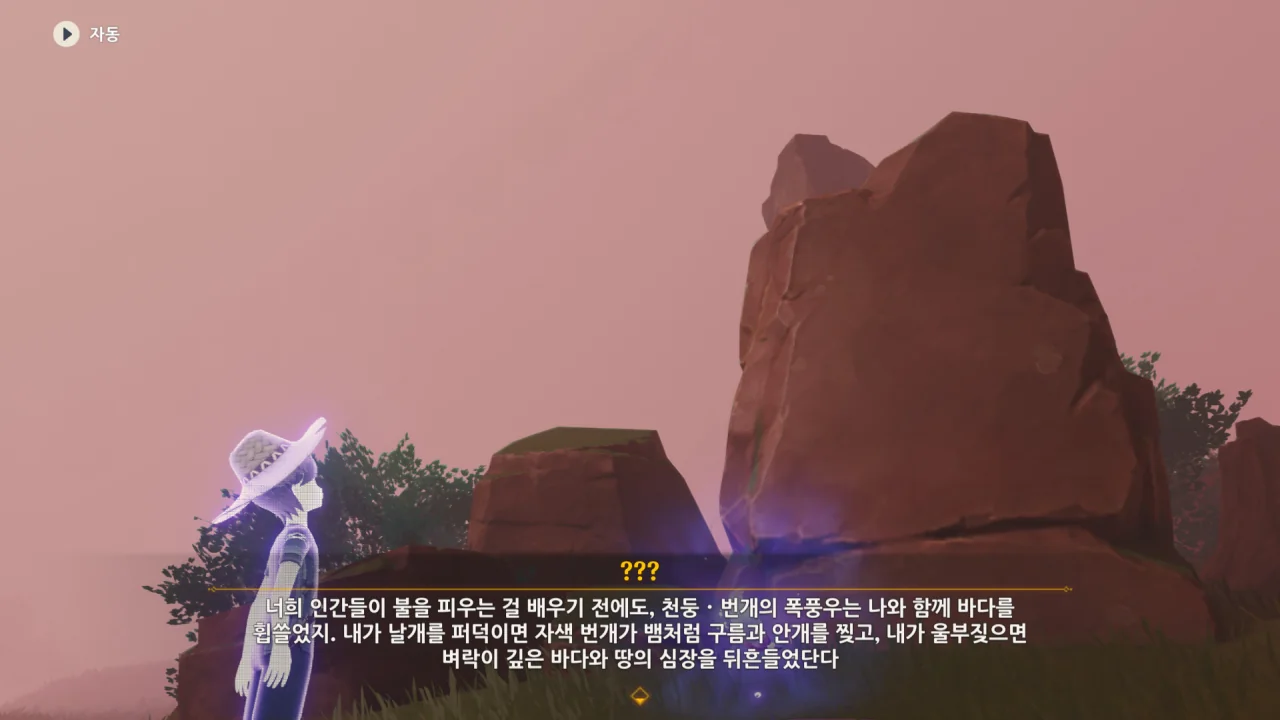 자동
???
너희 인간들이 불을 피우는 걸 배우기 전에도, 천둥·번개의 폭풍우는 나와 함께 바다를
휩쓸었지. 내가 날개를 퍼덕이면 자색 번개가 뱀처럼 구름과 안개를 찢고, 내가 울부짖으면
벼락이 깊은 바다와 땅의 심장을 뒤흔들었단다